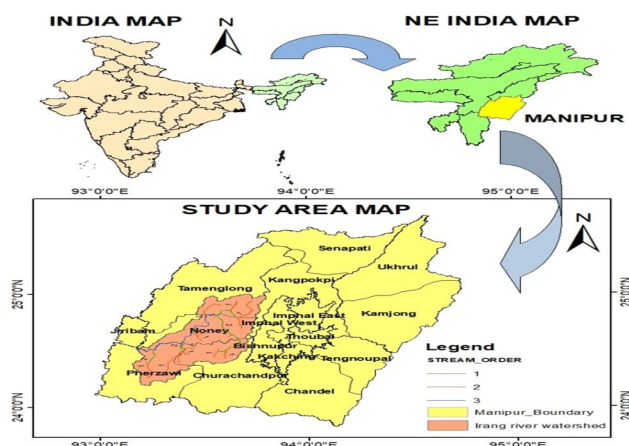 INDIA MAP
N
NE INDIA MAP
MANIPUR
93°0'0"E
94°0'0"E
95°0'0"E
STUDY AREA MAP
N
Senapati
Ukhrul
Kangpokpi
Tamenglong
25°0'0"N
25°0'0"N
Imphal East
Kamjong
Jiribam
Noney
Imphal West
Thoubal
Bishnupur
Kakching
Tengnoupal
Pherzawl
Churachandpur
Chandel
24°0'0"N
24°0'0"N
Legend
STREAM_ORDER
1
2
3
Manipur_Boundary
Irang river watershed
93°0'0"E
94°0'0"E
95°0'0"E